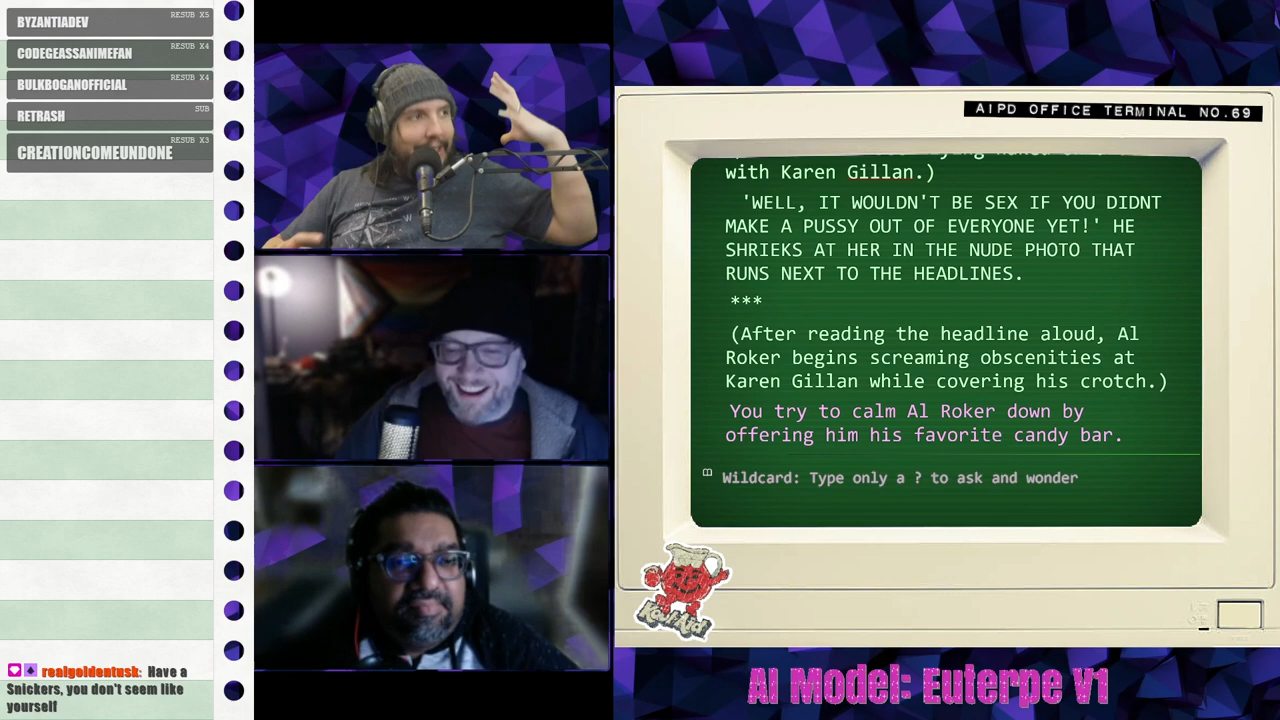 BYZANTIADEV
RESUB X5
CODEGEASSANIMEFAN
RESUB X4
BULKBOGANOFFICIAL
RESUB X4
RETRASH
SUB
CREATIONCOMEUNDONE
RESUB X3
realgoldentusk: Have a
Snickers, you don't seem like
yourself
AIPD OFFICE TERMINAL NO.69
with Karen Gillan.)
'WELL, IT WOULDN'T BE SEX IF YOU DIDNT
MAKE A PUSSY OUT OF EVERYONE YET!' HE
SHRIEKS AT HER IN THE NUDE PHOTO THAT
RUNS NEXT TO THE HEADLINES.
***
(After reading the headline aloud, Al
Roker begins screaming obscenities at
Karen Gillan while covering his crotch.)
You try to calm Al Roker down by
offering him his favorite candy bar.
Wildcard: Type only a ? to ask and wonder
Kool-Aid
AI Model: Euterpe V1